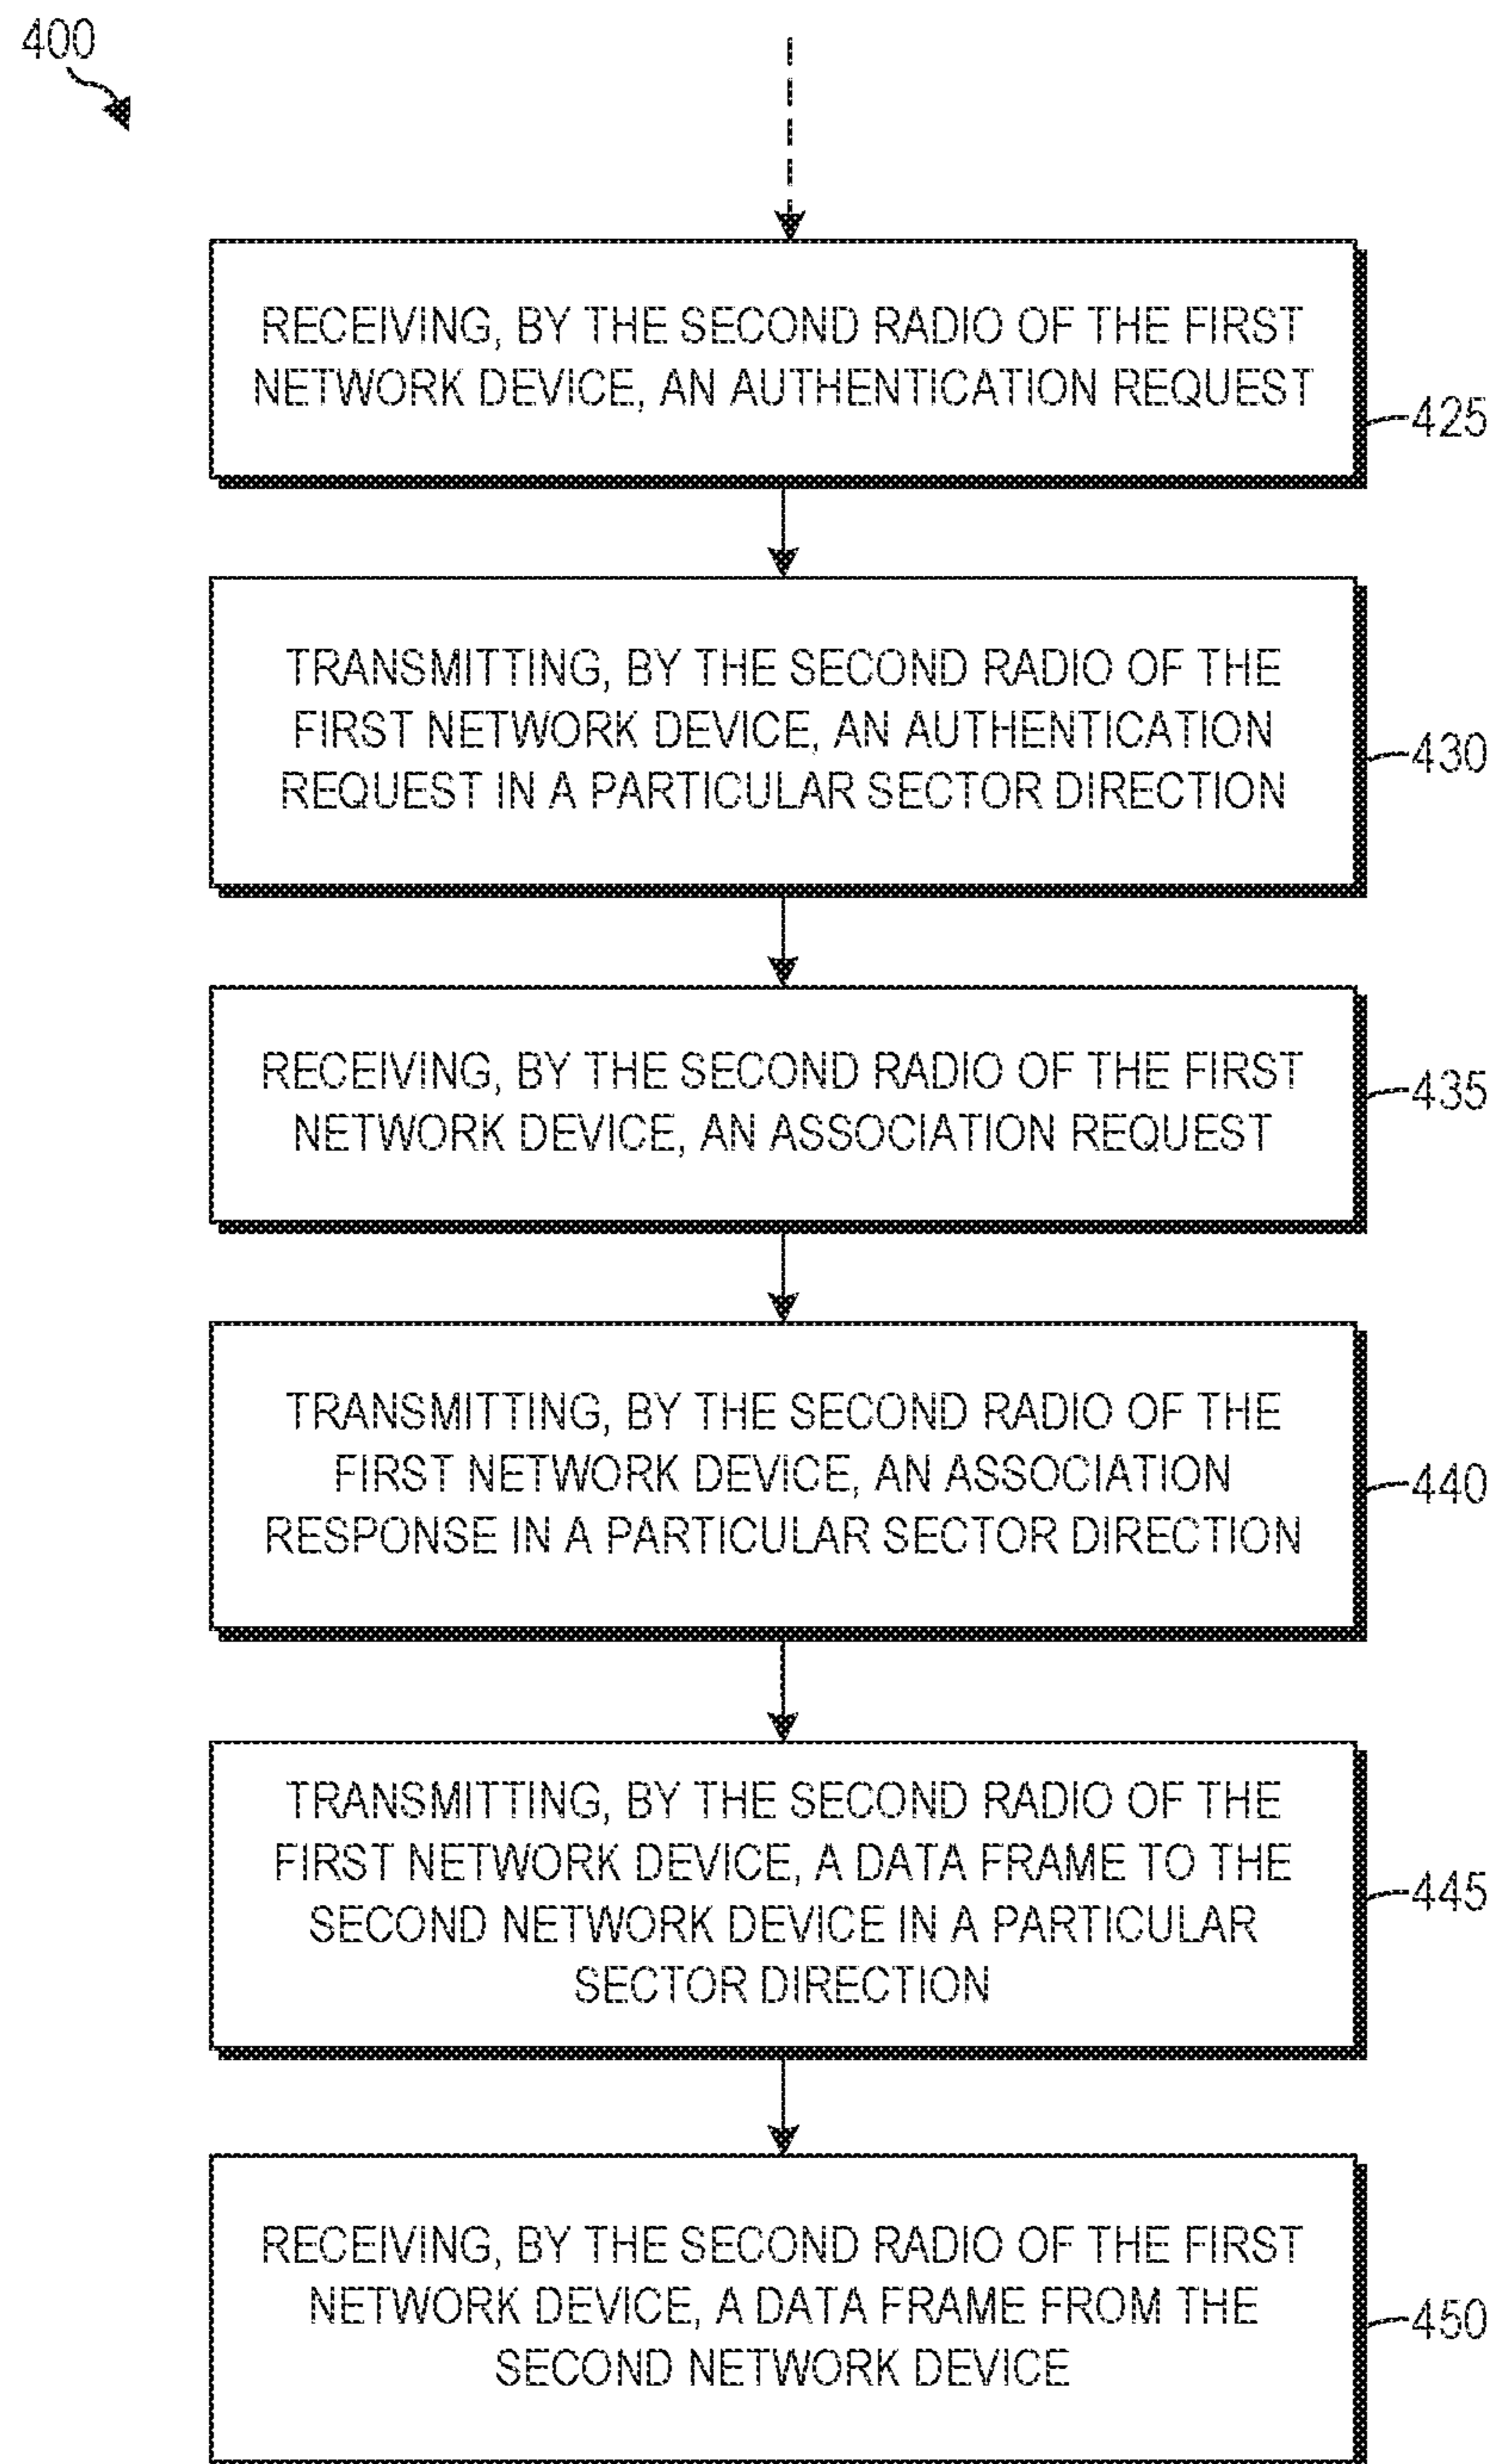 400
RECEIVING, BY THE SECOND RADIO OF THE FIRST
NETWORK DEVICE, AN AUTHENTICATION REQUEST
425
TRANSMITTING, BY THE SECOND RADIO OF THE
FIRST NETWORK DEVICE, AN AUTHENTICATION
REQUEST IN A PARTICULAR SECTOR DIRECTION
430
RECEIVING, BY THE SECOND RADIO OF THE FIRST
NETWORK DEVICE, AN ASSOCIATION REQUEST
435
TRANSMITTING, BY THE SECOND RADIO OF THE
FIRST NETWORK DEVICE, AN ASSOCIATION
RESPONSE IN A PARTICULAR SECTOR DIRECTION
440
TRANSMITTING, BY THE SECOND RADIO OF THE
FIRST NETWORK DEVICE, A DATA FRAME TO THE
SECOND NETWORK DEVICE IN A PARTICULAR
SECTOR DIRECTION
445
RECEIVING, BY THE SECOND RADIO OF THE FIRST
NETWORK DEVICE, A DATA FRAME FROM THE
SECOND NETWORK DEVICE
450